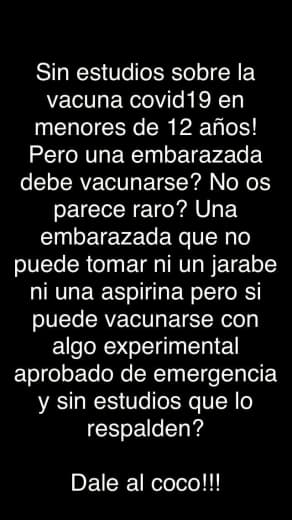 Sin estudios sobre la
vacuna covid19 en
menores de 12 años!
Pero una embarazada
debe vacunarse? No os
parece raro? Una
embarazada que no
puede tomar ni un jarabe
ni una aspirina pero si
puede vacunarse con
algo experimental
aprobado de emergencia
y sin estudios que lo
respalden?
Dale al coco!!!